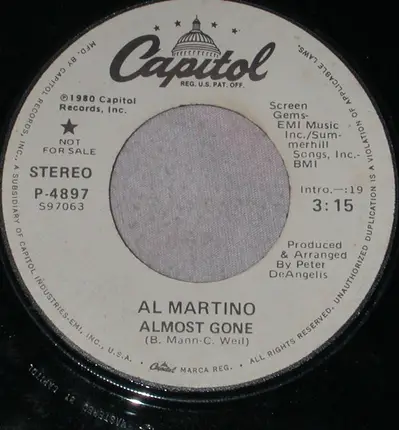 Capitol
REG. U.S. PAT. OFF.
℗1980 Capitol
Records, Inc.
NOT
FOR SALE
STEREO
P-4897
S97063
Screen
Gems-
EMI Music
Inc./Sum-
merhill
Songs, Inc.-
BMI
Intro.—:19
3:15
Produced
& Arranged
By Peter
DeAngelis
AL MARTINO
ALMOST GONE
(B. Mann-C. Weil)
Capitol MARCA REG.
MFD. BY CAPITOL RECORDS, INC., A SUBSIDIARY OF CAPITOL INDUSTRIES-EMI, INC., U.S.A. • ALL RIGHTS RESERVED. UNAUTHORIZED DUPLICATION IS A VIOLATION OF APPLICABLE LAWS.